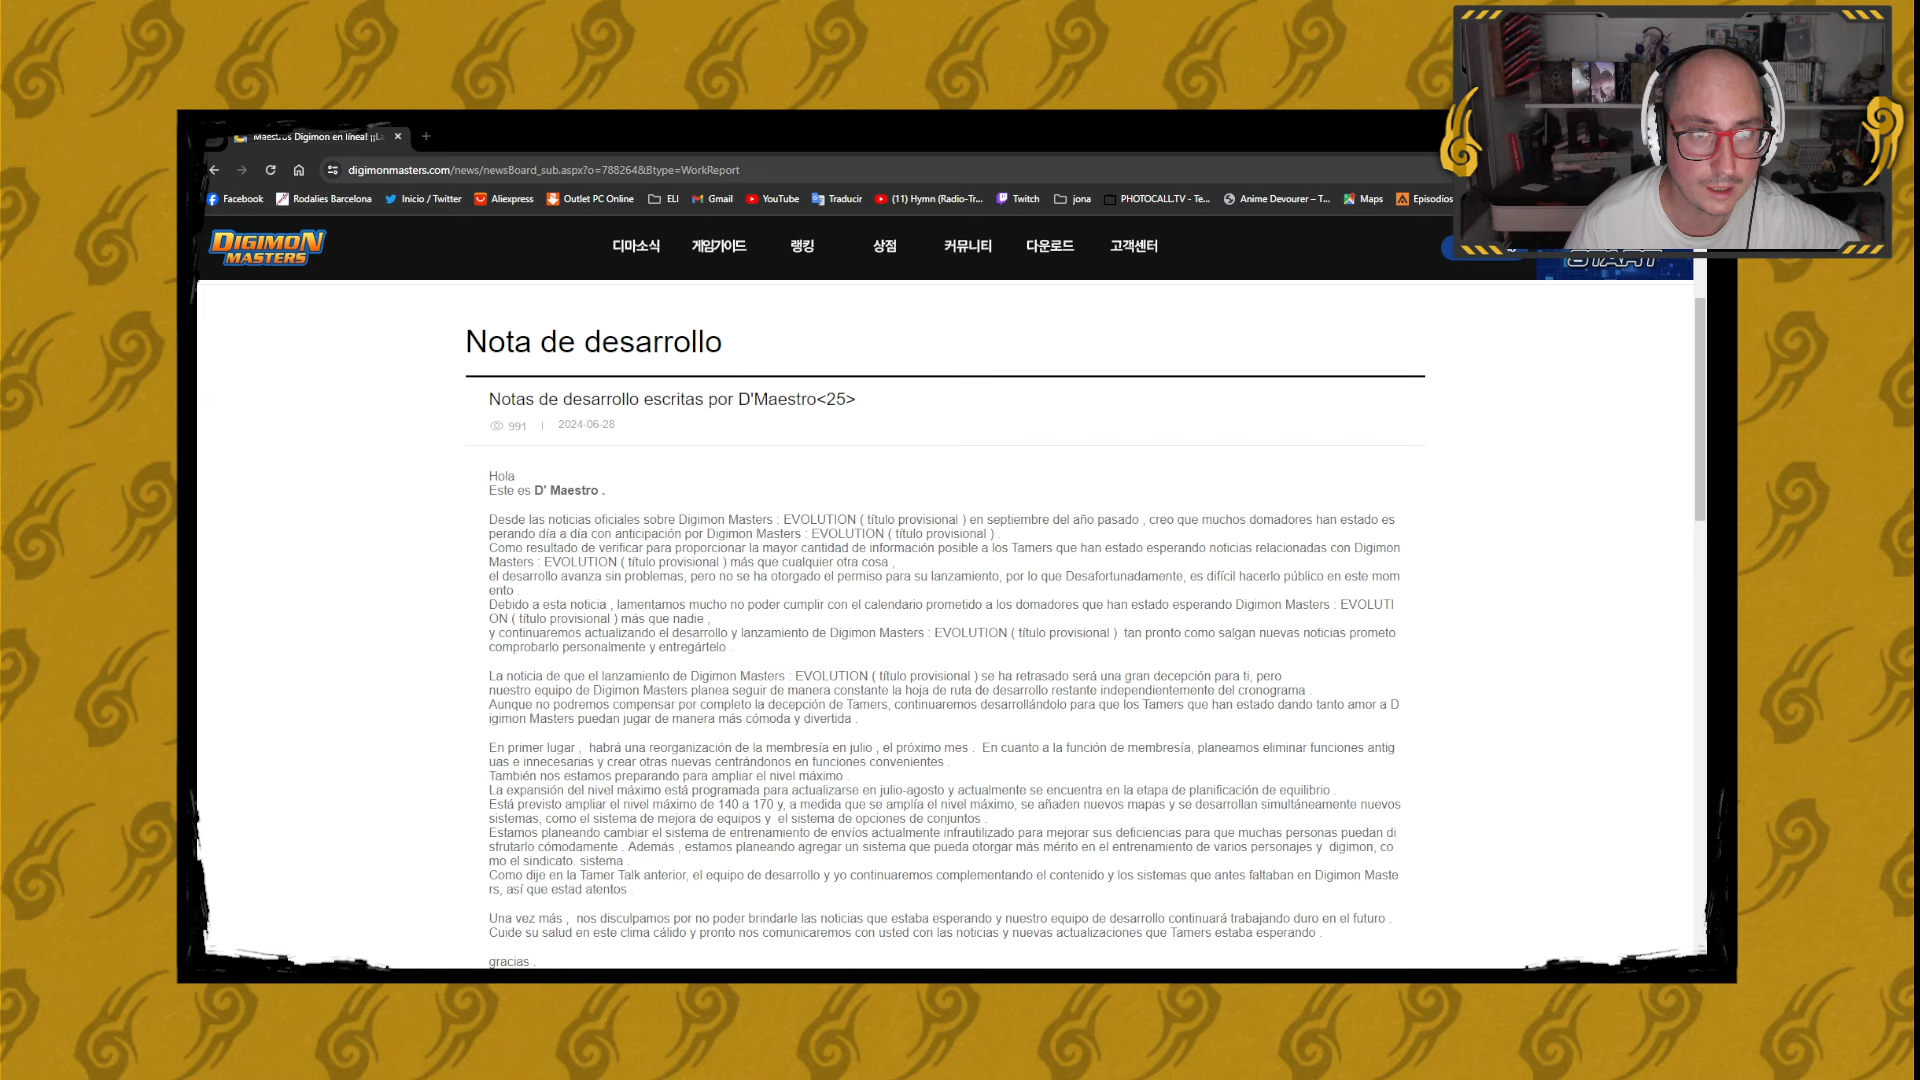 Maestros Digimon en línea! ¡¡La
digimonmasters.com/news/newsBoard_sub.aspx?o=788264&Btype=WorkReport
Facebook Rodalies Barcelona Inicio / Twitter Aliexpress Outlet PC Online ELI Gmail YouTube Traducir (11) Hymn (Radio-Tr... Twitch jona PHOTOCALL.TV - Te... Anime Devourer – T... Maps Episodios
DIGIMON MASTERS
디마소식 게임가이드 랭킹 상점 커뮤니티 다운로드 고객센터
START
Nota de desarrollo
Notas de desarrollo escritas por D'Maestro<25>
991 | 2024-06-28
Hola
Este es D' Maestro .
Desde las noticias oficiales sobre Digimon Masters : EVOLUTION ( título provisional ) en septiembre del año pasado , creo que muchos domadores han estado es
perando día a día con anticipación por Digimon Masters : EVOLUTION ( título provisional ) .
Como resultado de verificar para proporcionar la mayor cantidad de información posible a los Tamers que han estado esperando noticias relacionadas con Digimon
Masters : EVOLUTION ( título provisional ) más que cualquier otra cosa ,
el desarrollo avanza sin problemas, pero no se ha otorgado el permiso para su lanzamiento, por lo que Desafortunadamente, es difícil hacerlo público en este mom
ento .
Debido a esta noticia , lamentamos mucho no poder cumplir con el calendario prometido a los domadores que han estado esperando Digimon Masters : EVOLUTI
ON ( título provisional ) más que nadie ,
y continuaremos actualizando el desarrollo y lanzamiento de Digimon Masters : EVOLUTION ( título provisional ) tan pronto como salgan nuevas noticias prometo
comprobarlo personalmente y entregártelo .
La noticia de que el lanzamiento de Digimon Masters : EVOLUTION ( título provisional ) se ha retrasado será una gran decepción para ti, pero
nuestro equipo de Digimon Masters planea seguir de manera constante la hoja de ruta de desarrollo restante independientemente del cronograma .
Aunque no podremos compensar por completo la decepción de Tamers, continuaremos desarrollándolo para que los Tamers que han estado dando tanto amor a D
igimon Masters puedan jugar de manera más cómoda y divertida .
En primer lugar , habrá una reorganización de la membresía en julio , el próximo mes . En cuanto a la función de membresía, planeamos eliminar funciones antig
uas e innecesarias y crear otras nuevas centrándonos en funciones convenientes .
También nos estamos preparando para ampliar el nivel máximo .
La expansión del nivel máximo está programada para actualizarse en julio-agosto y actualmente se encuentra en la etapa de planificación de equilibrio .
Está previsto ampliar el nivel máximo de 140 a 170 y, a medida que se amplía el nivel máximo, se añaden nuevos mapas y se desarrollan simultáneamente nuevos
sistemas, como el sistema de mejora de equipos y el sistema de opciones de conjuntos .
Estamos planeando cambiar el sistema de entrenamiento de envíos actualmente infrautilizado para mejorar sus deficiencias para que muchas personas puedan di
sfrutarlo cómodamente . Además , estamos planeando agregar un sistema que pueda otorgar más mérito en el entrenamiento de varios personajes y digimon, co
mo el sindicato. sistema .
Como dije en la Tamer Talk anterior, el equipo de desarrollo y yo continuaremos complementando el contenido y los sistemas que antes faltaban en Digimon Maste
rs, así que estad atentos .
Una vez más , nos disculpamos por no poder brindarle las noticias que estaba esperando y nuestro equipo de desarrollo continuará trabajando duro en el futuro .
Cuide su salud en este clima cálido y pronto nos comunicaremos con usted con las noticias y nuevas actualizaciones que Tamers estaba esperando .
gracias .